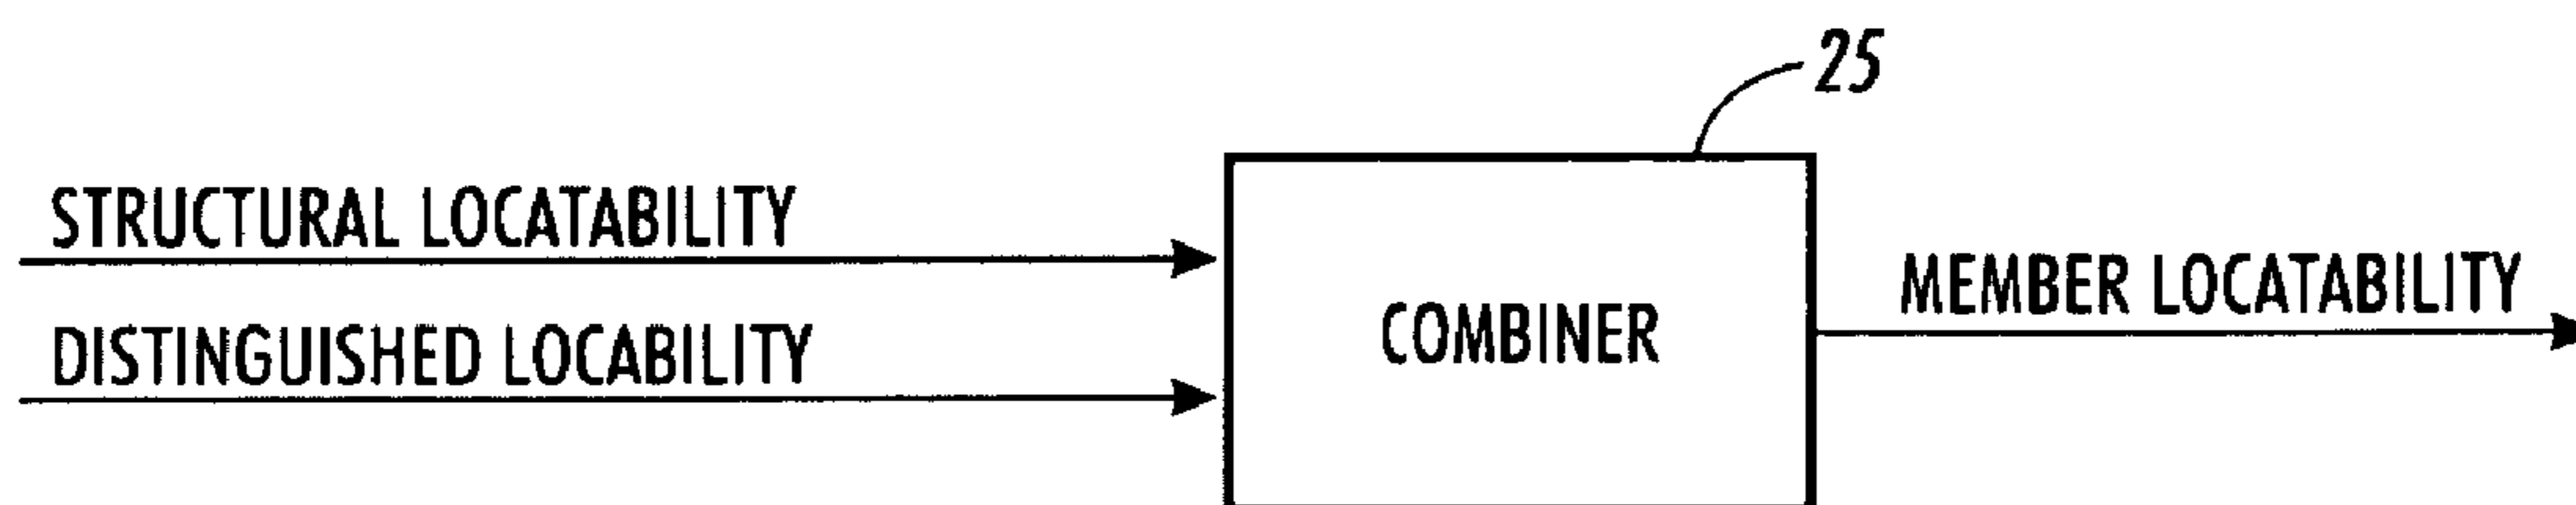 25
STRUCTURAL LOCATABILITY
DISTINGUISHED LOCABILITY
COMBINER
MEMBER LOCATABILITY